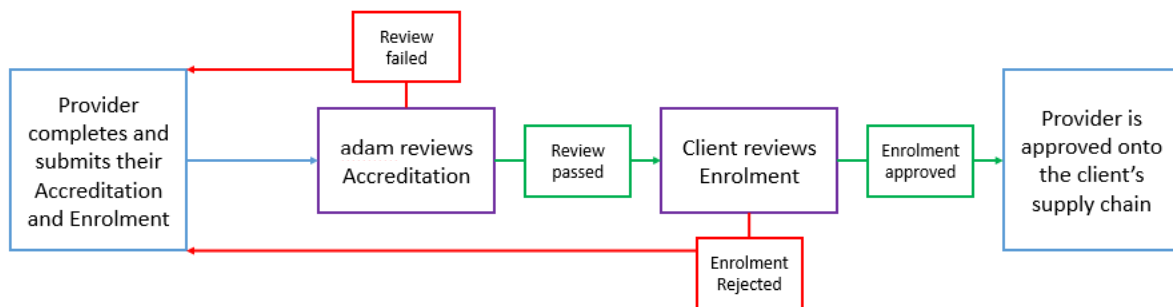 Review
failed
Provider
completes and
submits their
Accreditation
and Enrolment
adam reviews
Accreditation
Review
passed
Client reviews
Enrolment
Enrolment
approved
Provider is
approved onto
the client's
supply chain
Enrolment
Rejected